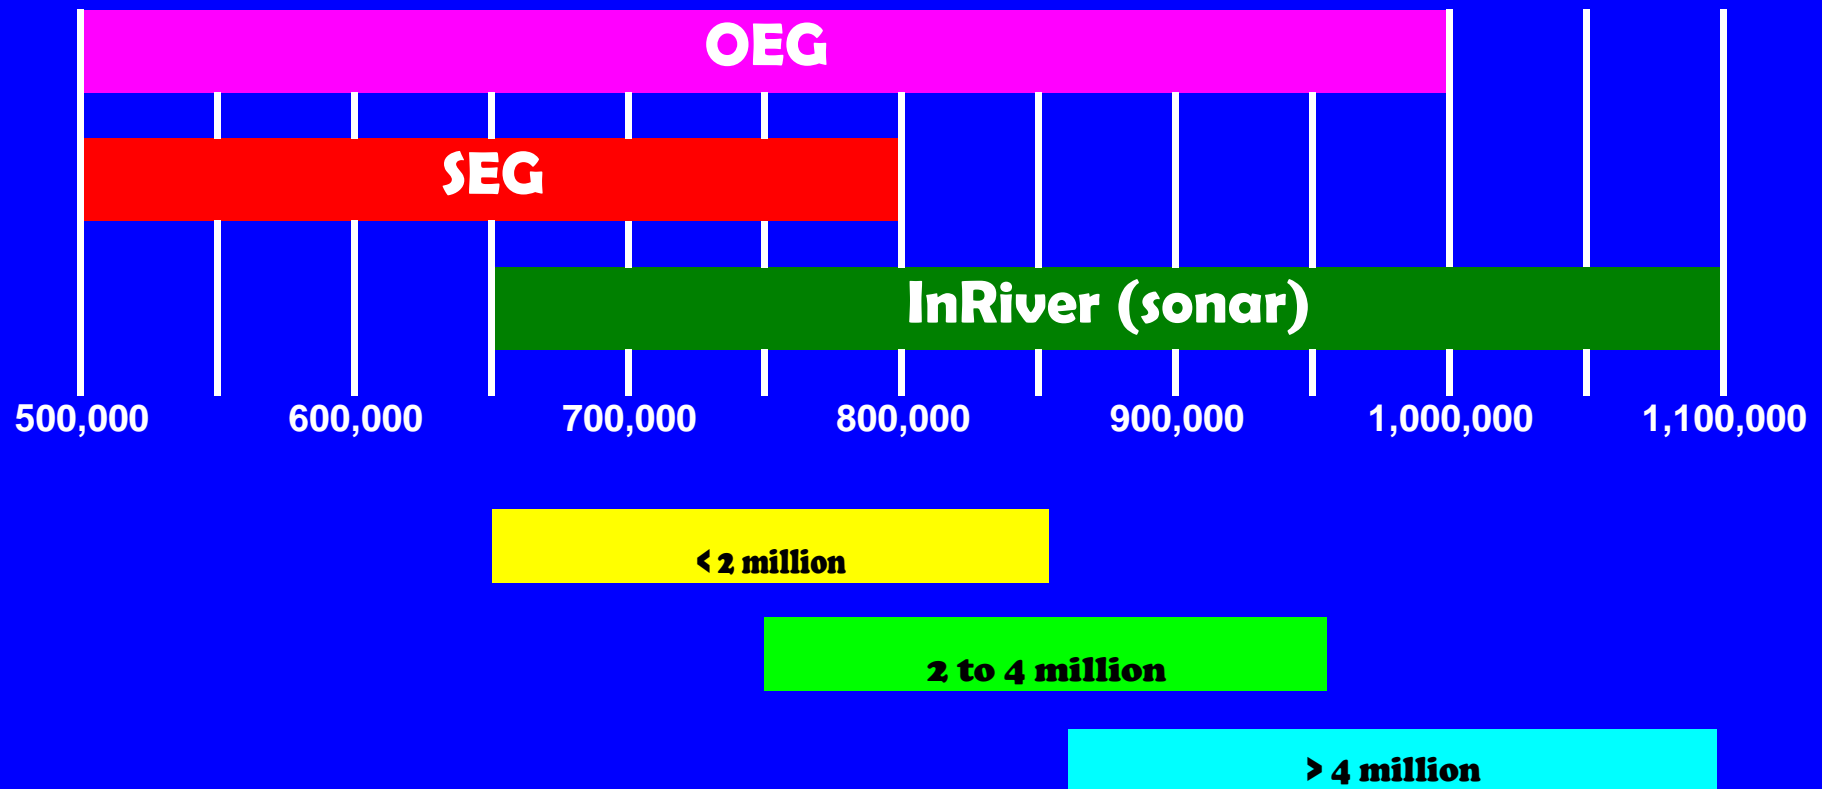 OEG
SEG
InRiver (sonar)
500,000 600,000 700,000 800,000 900,000 1,000,000 1,100,000
< 2 million
2 to 4 million
> 4 million